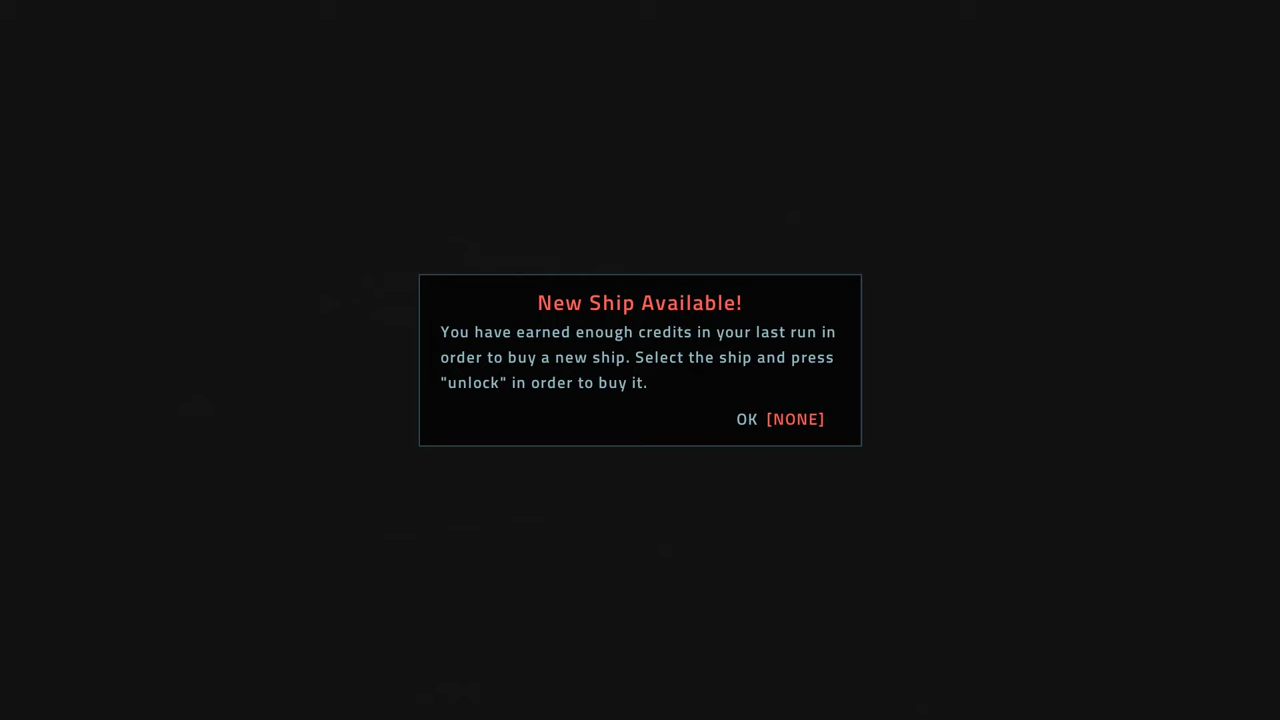 New Ship Available!
You have earned enough credits in your last run in
order to buy a new ship. Select the ship and press
"unlock" in order to buy it.
OK [NONE]